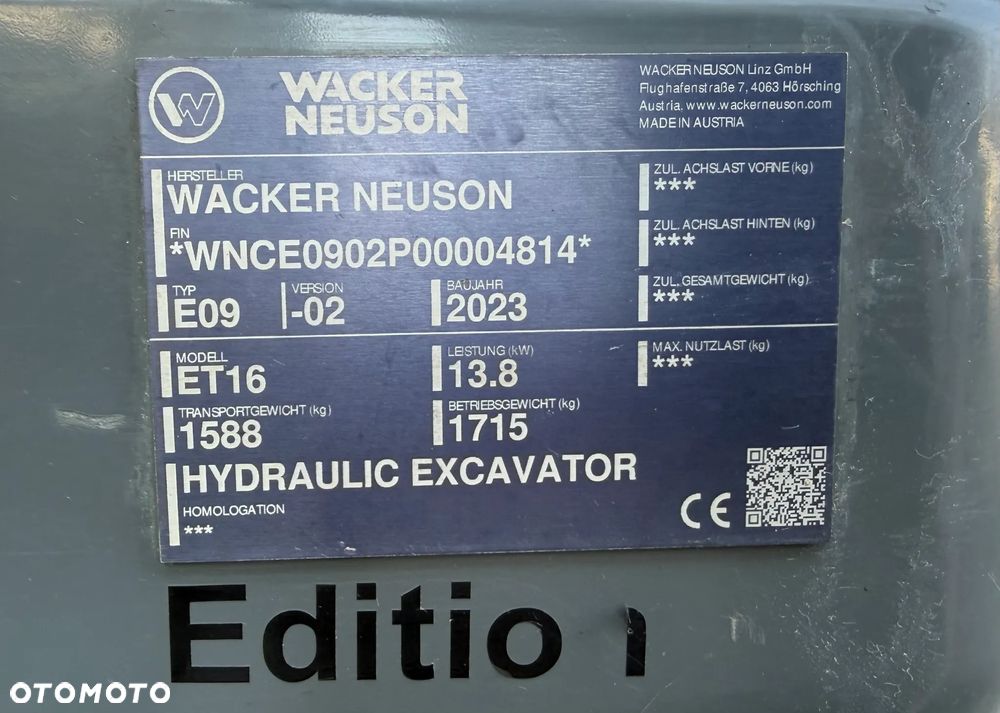 WACKER
NEUSON
WACKER NEUSON Linz GmbH
Flughafenstraße 7, 4063 Hörsching
Austria. www.wackerneuson.com
MADE IN AUSTRIA
HERSTELLER
WACKER NEUSON
FIN
*WNCE0902P00004814*
TYP
E09
VERSION
-02
BAUJAHR
2023
ZUL. ACHSLAST VORNE (kg)
***
ZUL. ACHSLAST HINTEN (kg)
***
ZUL. GESAMTGEWICHT (kg)
***
MODELL
ET16
LEISTUNG (kW)
13.8
MAX. NUTZLAST (kg)
***
TRANSPORTGEWICHT (kg)
1588
BETRIEBSGEWICHT (kg)
1715
HYDRAULIC EXCAVATOR
HOMOLOGATION
***
CE
Edition
OTOMOTO